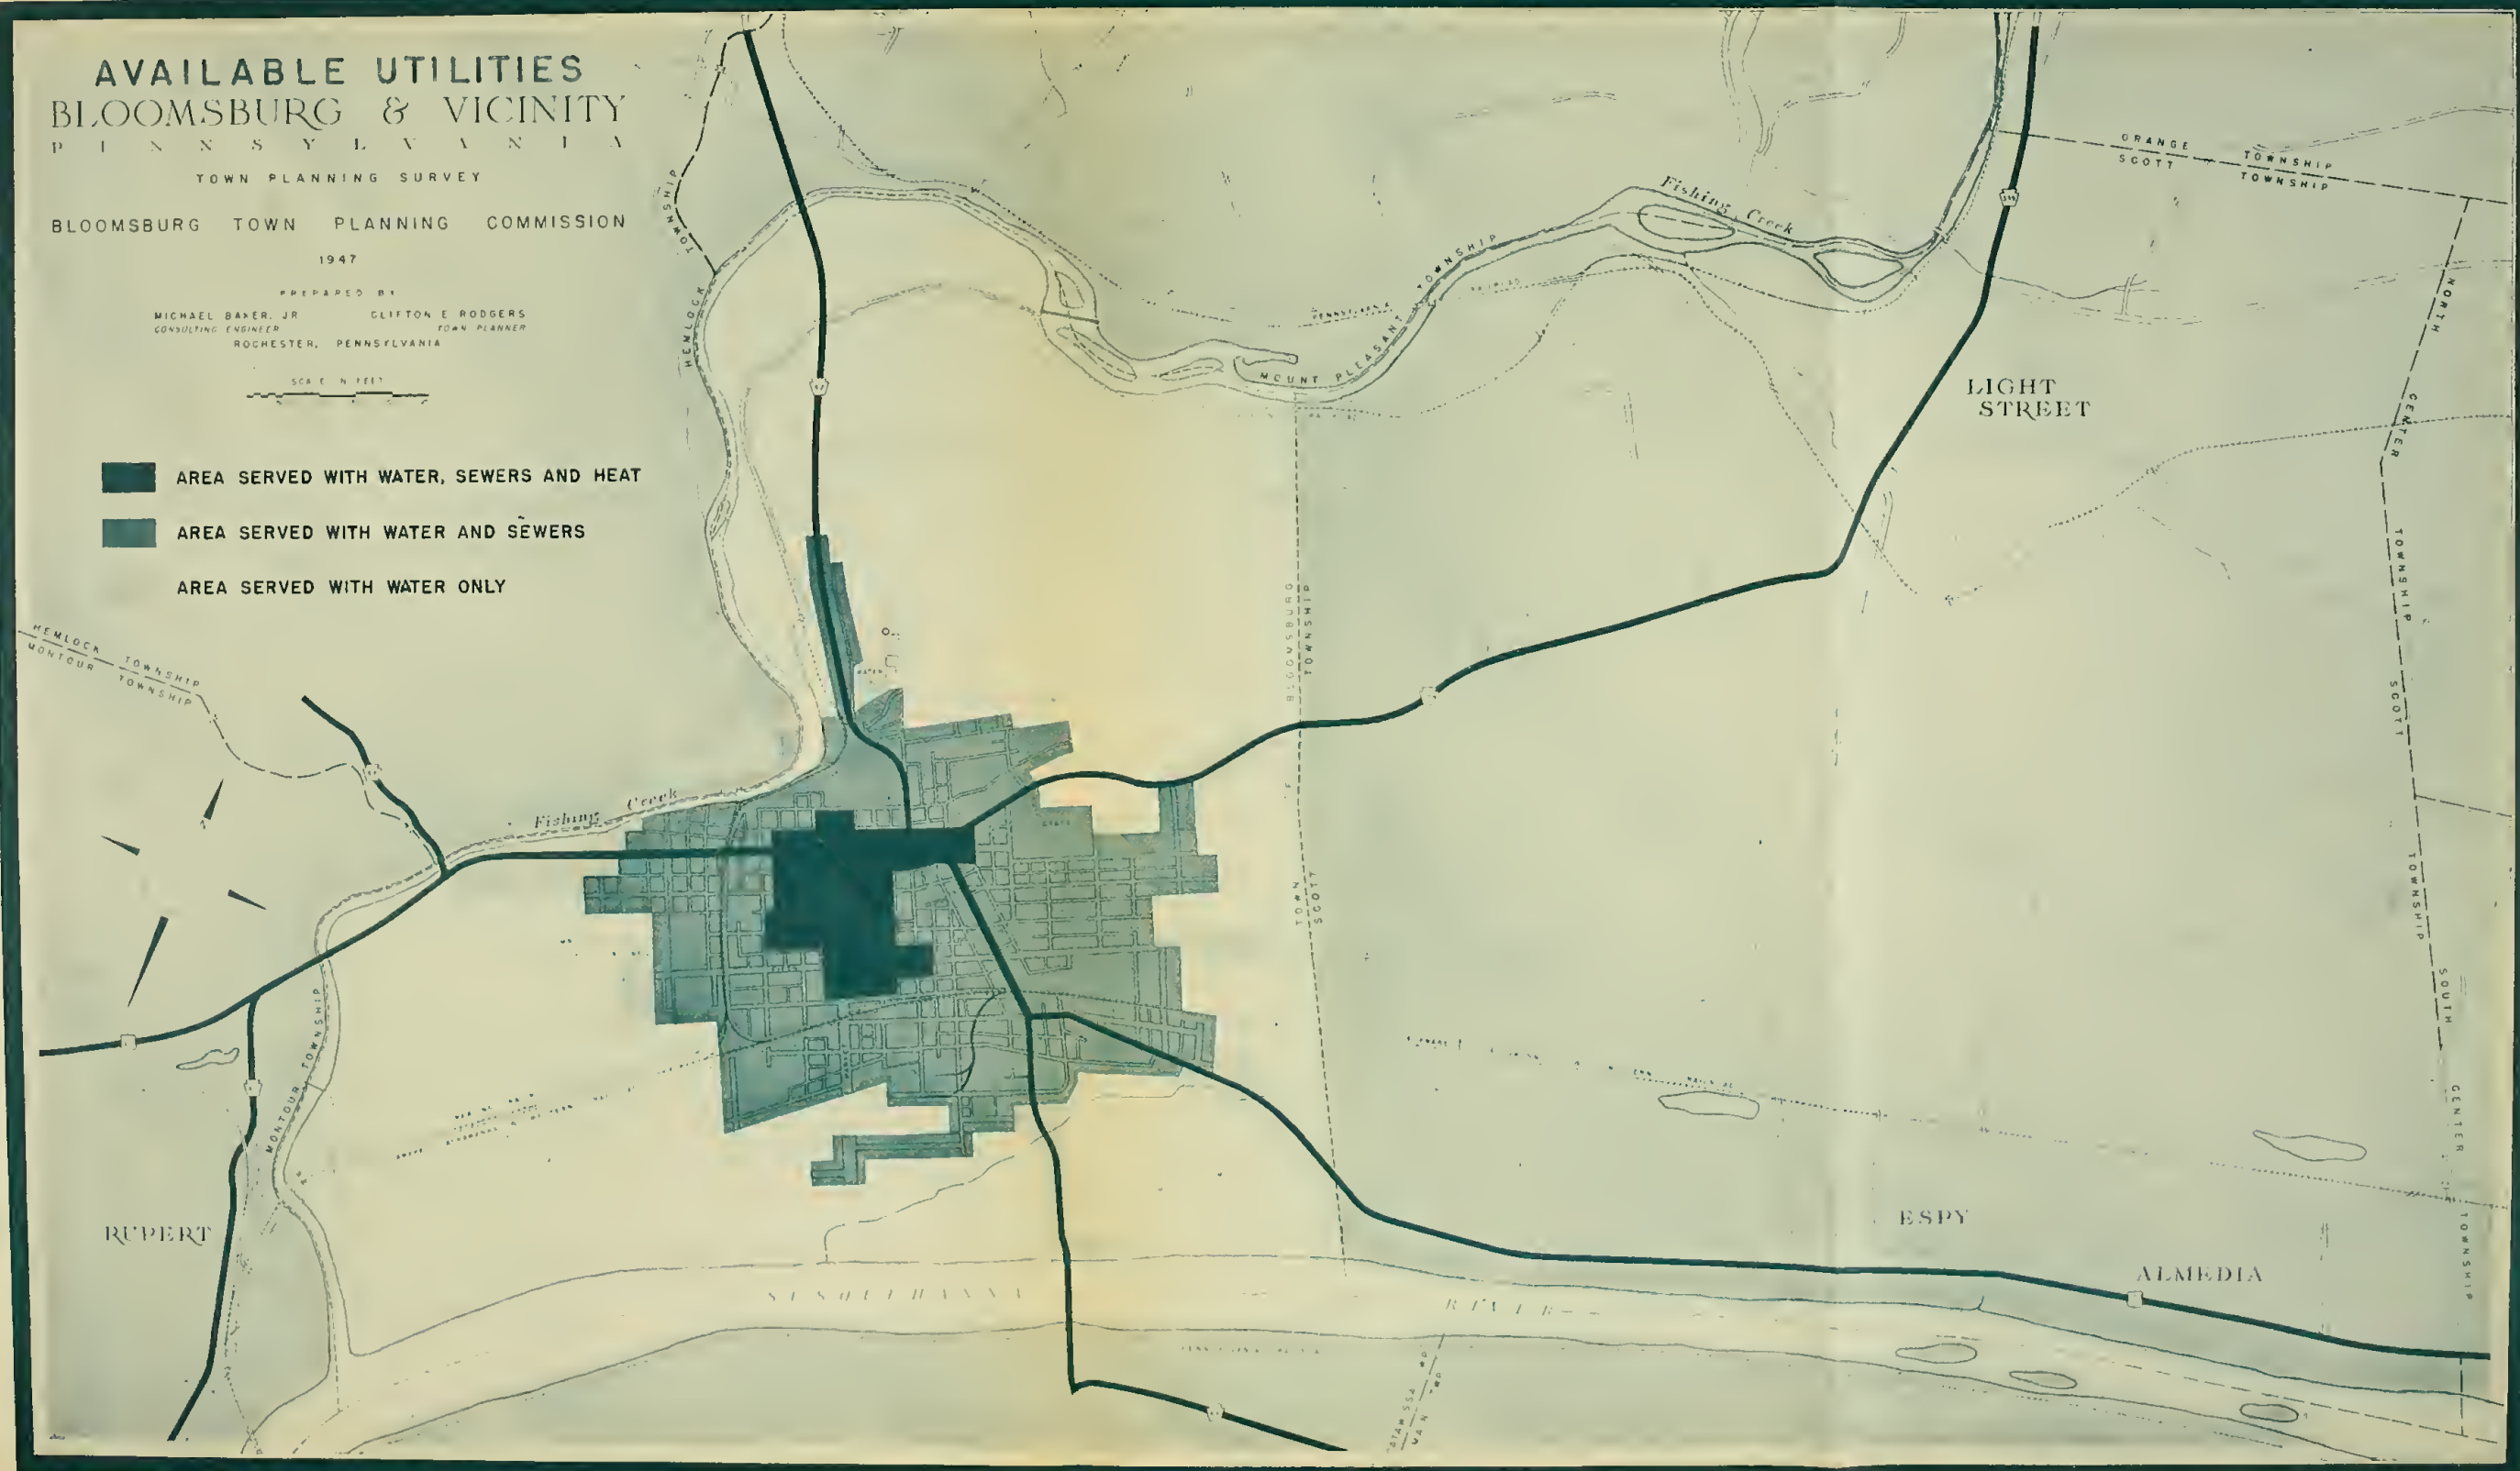 AVAILABLE UTILITIES
BLOOMSBURG & VICINITY
PENNSYLVANIA
TOWN PLANNING SURVEY
BLOOMSBURG TOWN PLANNING COMMISSION
1947
PREPARED BY
MICHAEL BAKER, JR CLIFTON E RODGERS
CONSULTING ENGINEER TOWN PLANNER
ROCHESTER, PENNSYLVANIA
SCALE IN FEET
AREA SERVED WITH WATER, SEWERS AND HEAT
AREA SERVED WITH WATER AND SEWERS
AREA SERVED WITH WATER ONLY
HEMLOCK TOWNSHIP
MONTOUR TOWNSHIP
HEMLOCK TOWNSHIP
Fishing Creek
MOUNT PLEASANT TOWNSHIP
ORANGE TOWNSHIP
SCOTT TOWNSHIP
NORTH CENTER TOWNSHIP
SCOTT TOWNSHIP
SOUTH CENTER TOWNSHIP
LIGHT
STREET
TOWN OF BLOOMSBURG
SCOTT TOWNSHIP
Fishing Creek
MONTOUR TOWNSHIP
RUPERT
ESPY
ALMEDIA
SUSQUEHANNA RIVER